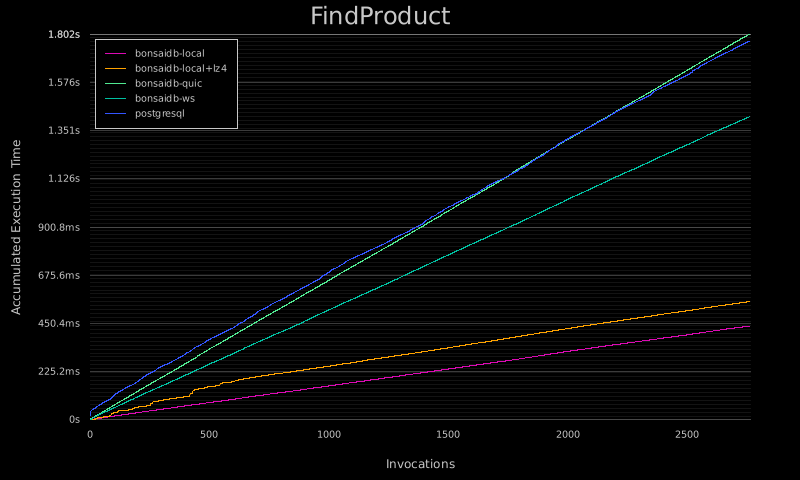 FindProduct
1.802s
bonsaidb-local
bonsaidb-local+lz4
bonsaidb-quic
bonsaidb-ws
postgresql
1.576s
1.351s
1.126s
900.8ms
675.6ms
450.4ms
225.2ms
0s
Accumulated Execution Time
0 500 1000 1500 2000 2500
Invocations